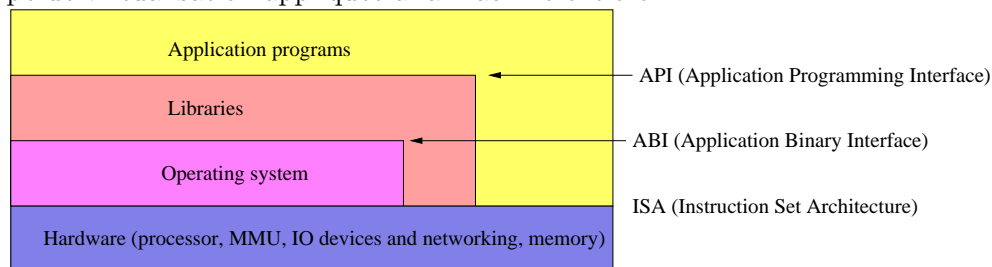 Application programs
API (Application Programming Interface)
Libraries
ABI (Application Binary Interface)
Operating system
ISA (Instruction Set Architecture)
Hardware (processor, MMU, IO devices and networking, memory)